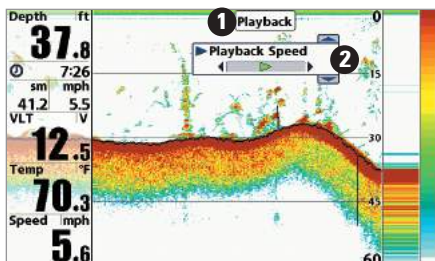 Depth ft
37.8
7:26
sm mph
41.2 5.5
VLT V
12.5
Temp °F
70.3
Speed mph
5.6
1 Playback
Playback Speed
2
0
15
30
45
60